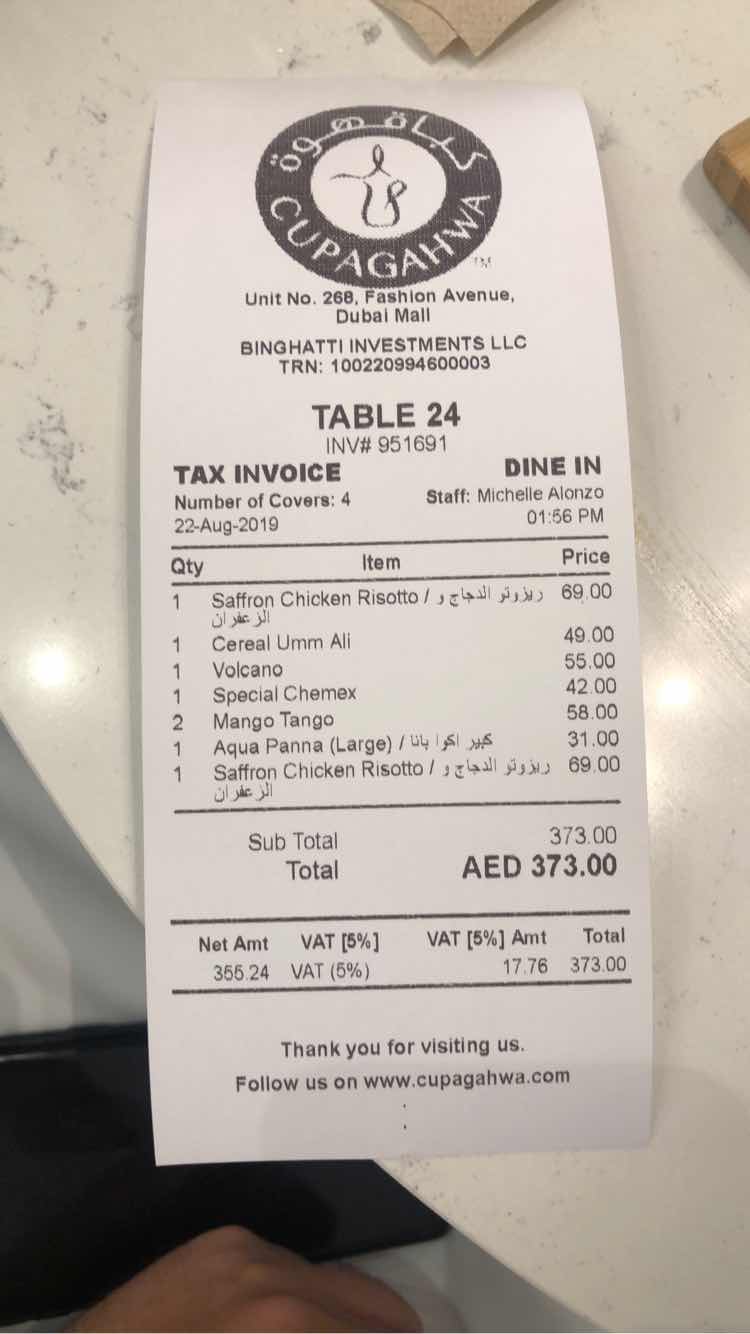 كباة هوة
CUPAGAHWA
TM
Unit No. 268, Fashion Avenue,
Dubai Mall
BINGHATTI INVESTMENTS LLC
TRN: 100220994600003
TABLE 24
INV# 951691
TAX INVOICE DINE IN
Number of Covers: 4 Staff: Michelle Alonzo
22-Aug-2019 01:56 PM
Qty Item Price
1 Saffron Chicken Risotto / ريزوتو الدجاج و 69.00
الزعفران
1 Cereal Umm Ali 49.00
1 Volcano 55.00
1 Special Chemex 42.00
2 Mango Tango 58.00
1 Aqua Panna (Large) / كبير اكوا بانا 31.00
1 Saffron Chicken Risotto / ريزوتو الدجاج و 69.00
الزعفران
Sub Total 373.00
Total AED 373.00
Net Amt VAT [5%] VAT [5%] Amt Total
355.24 VAT (5%) 17.76 373.00
Thank you for visiting us.
Follow us on www.cupagahwa.com